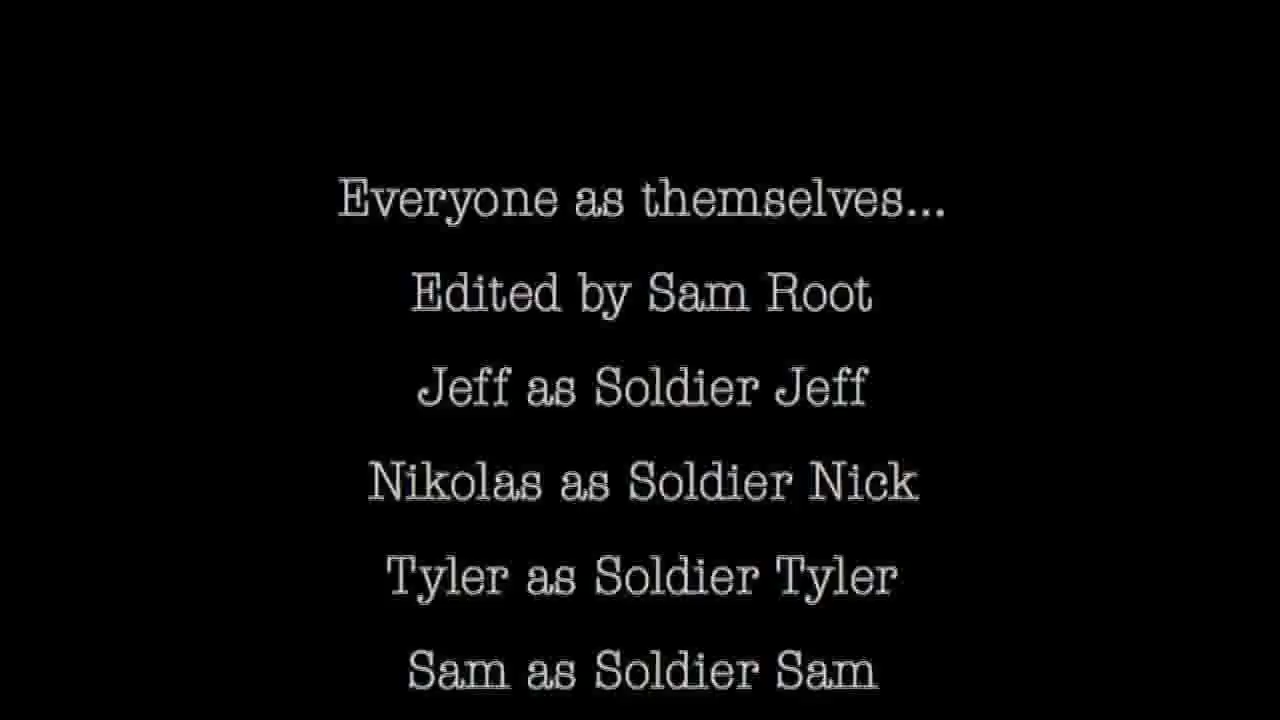 Everyone as themselves...
Edited by Sam Root
Jeff as Soldier Jeff
Nikolas as Soldier Nick
Tyler as Soldier Tyler
Sam as Soldier Sam